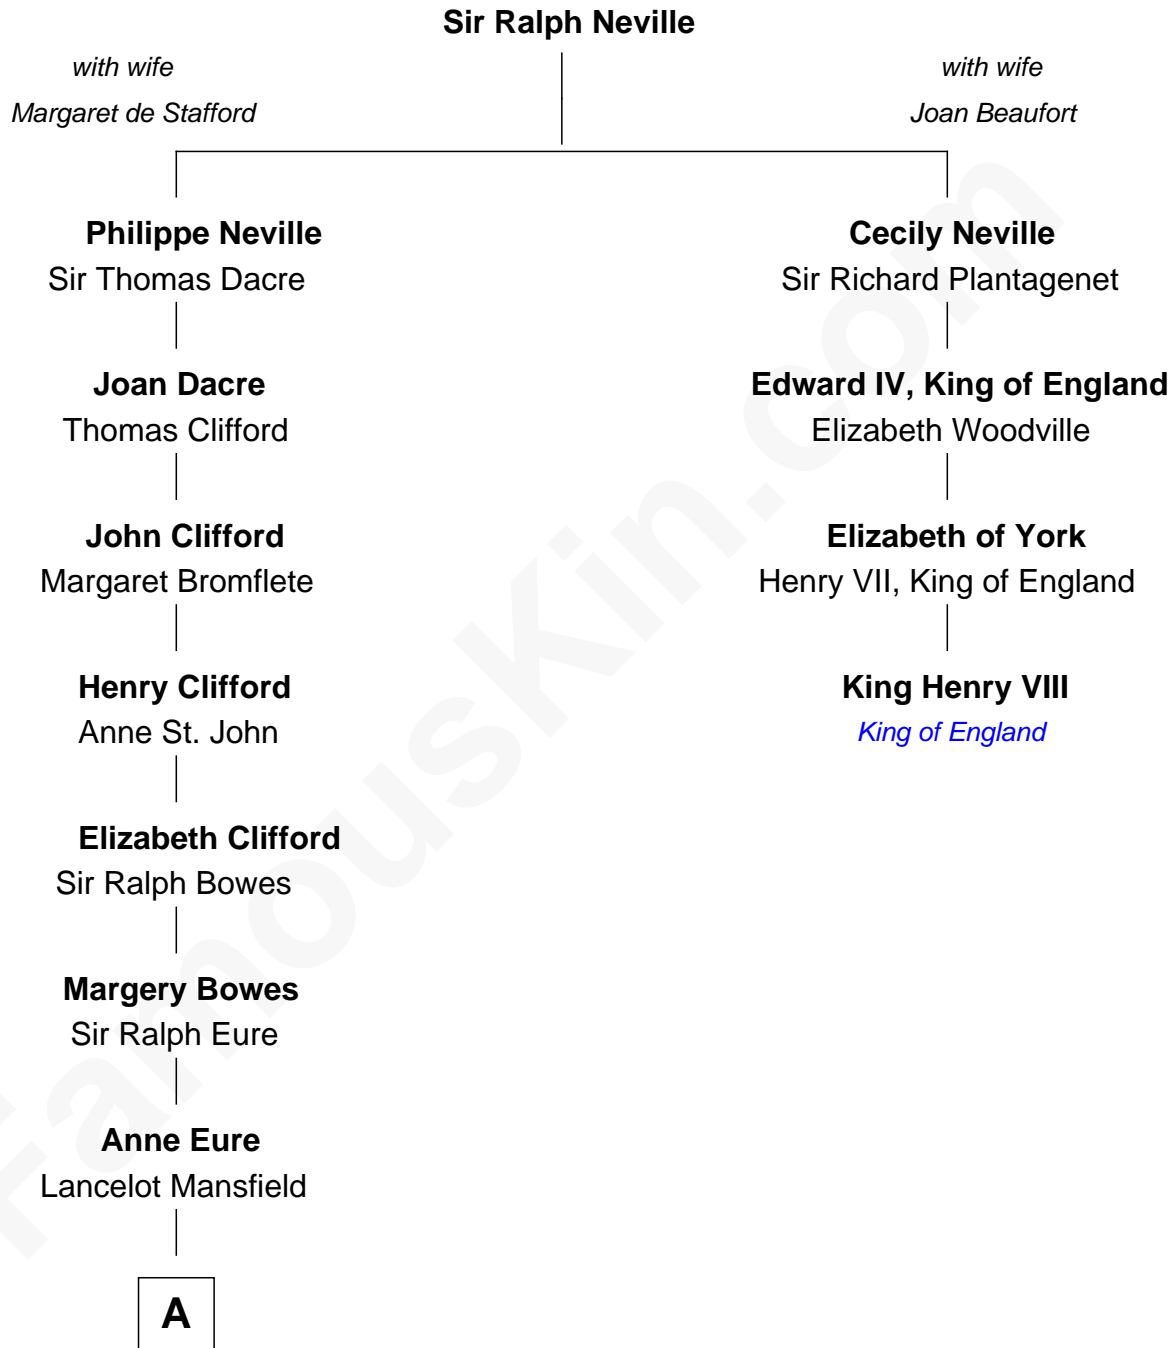 Sir Ralph Neville
with wife
Margaret de Stafford
with wife
Joan Beaufort
Philippe Neville
Sir Thomas Dacre
Joan Dacre
Thomas Clifford
John Clifford
Margaret Bromflete
Henry Clifford
Anne St. John
Elizabeth Clifford
Sir Ralph Bowes
Margery Bowes
Sir Ralph Eure
Anne Eure
Lancelot Mansfield
A
Cecily Neville
Sir Richard Plantagenet
Edward IV, King of England
Elizabeth Woodville
Elizabeth of York
Henry VII, King of England
King Henry VIII
King of England
FamousKin.com